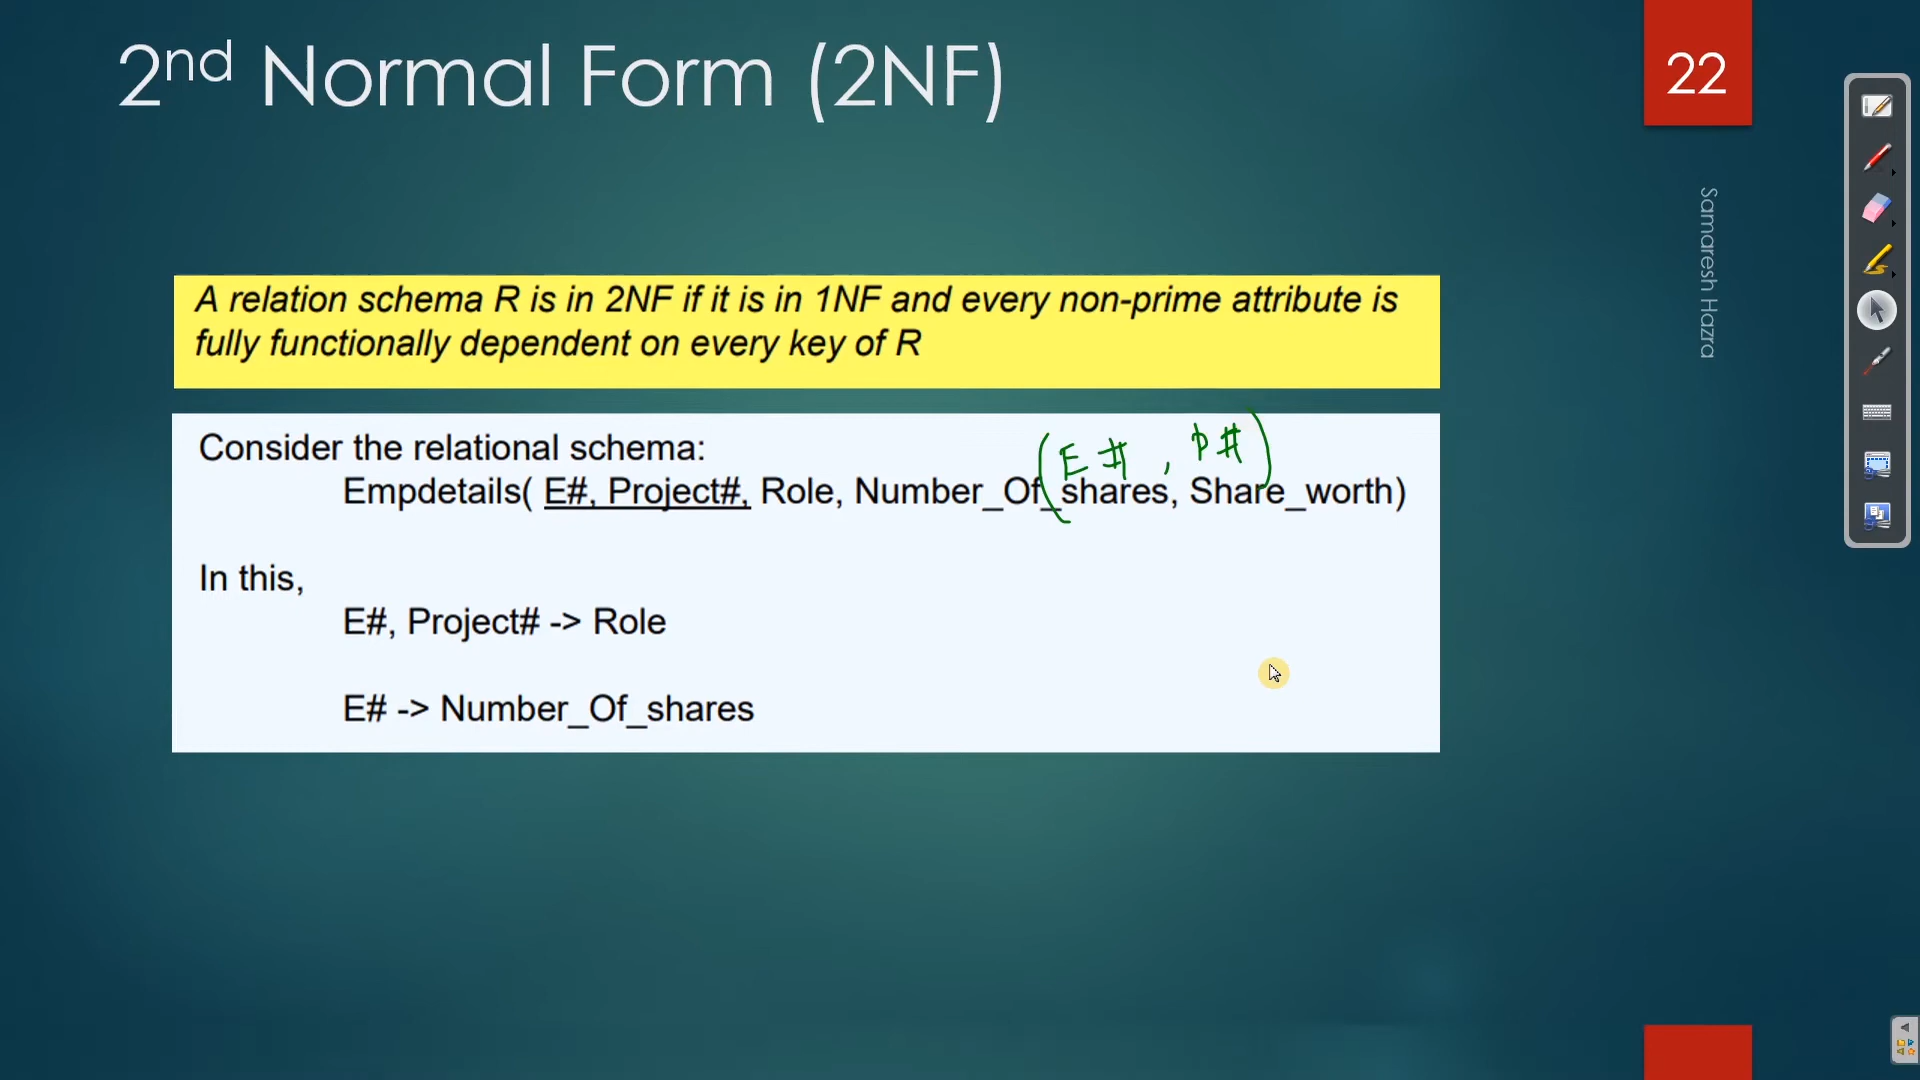 2nd Normal Form (2NF)
22
Samaresh Hazra
A relation schema R is in 2NF if it is in 1NF and every non-prime attribute is
fully functionally dependent on every key of R
Consider the relational schema:
(E#, P#)
Empdetails( E#, Project#, Role, Number_Of_shares, Share_worth)
In this,
E#, Project# -> Role
E# -> Number_Of_shares